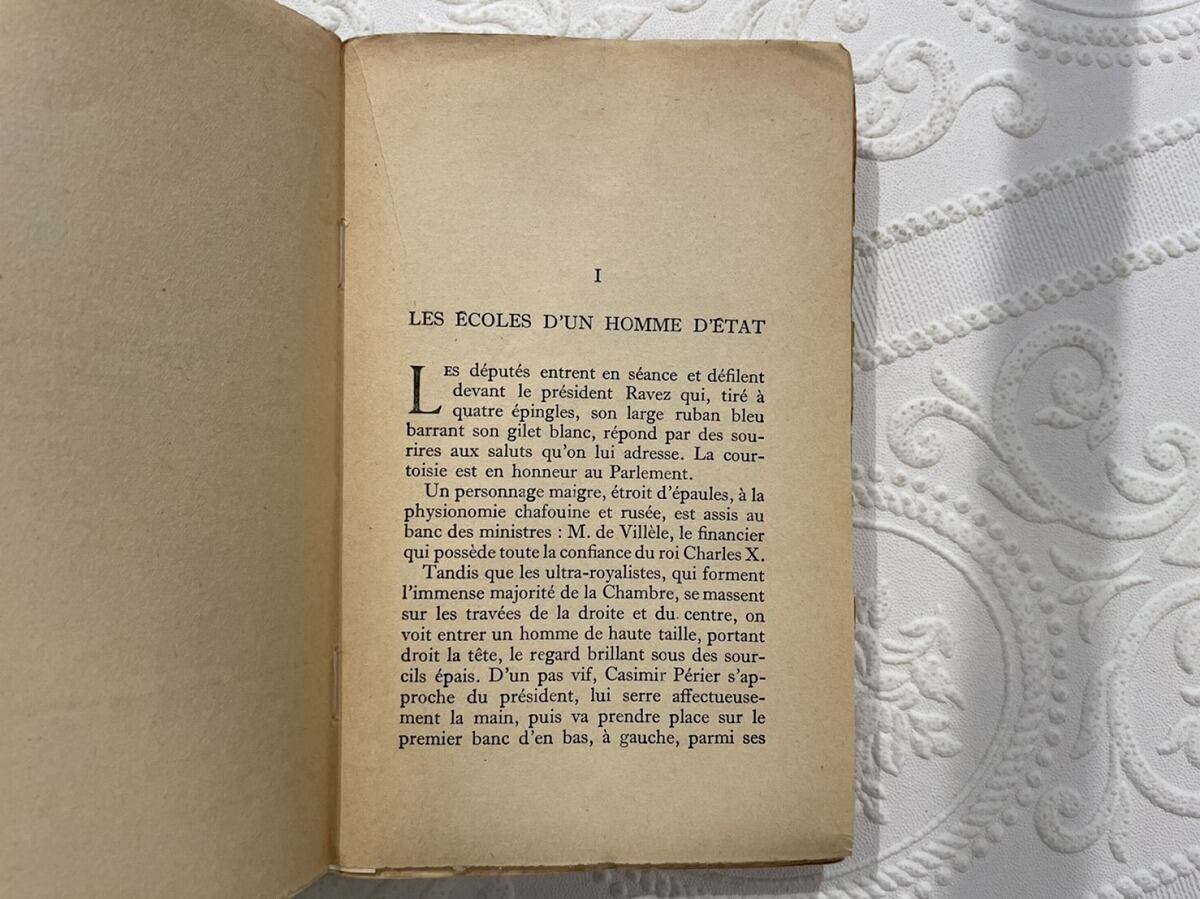 I
LES ÉCOLES D'UN HOMME D'ÉTAT
LES députés entrent en séance et défilent
devant le président Ravez qui, tiré à
quatre épingles, son large ruban bleu
barrant son gilet blanc, répond par des sou-
rires aux saluts qu'on lui adresse. La cour-
toisie est en honneur au Parlement.
Un personnage maigre, étroit d'épaules, à la
physionomie chafouine et rusée, est assis au
banc des ministres : M. de Villèle, le financier
qui possède toute la confiance du roi Charles X.
Tandis que les ultra-royalistes, qui forment
l'immense majorité de la Chambre, se massent
sur les travées de la droite et du centre, on
voit entrer un homme de haute taille, portant
droit la tête, le regard brillant sous des sour-
cils épais. D'un pas vif, Casimir Périer s'ap-
proche du président, lui serre affectueuse-
ment la main, puis va prendre place sur le
premier banc d'en bas, à gauche, parmi ses